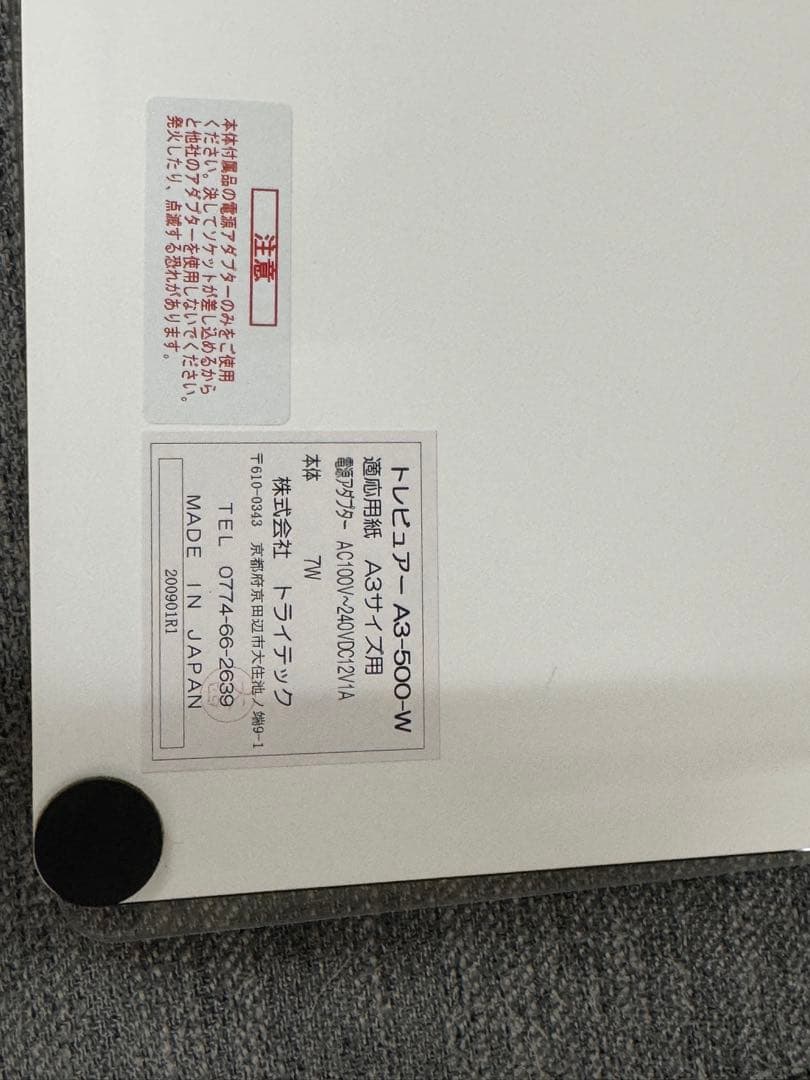 注意
本体付属品の電源アダプターのみをご使用
ください。決してソケットが差し込めるから
と他社のアダプターを使用しないでください。
発火したり、点滅する恐れがあります。
トレピュアー A3-500-W
適応用紙 A3サイズ用
電源アダプター AC100V~240VDC12V1A
本体 7W
株式会社 トライテック
〒610-0343 京都府京田辺市大住池ノ端9-1
TEL 0774-66-2639
MADE IN JAPAN
200901R1